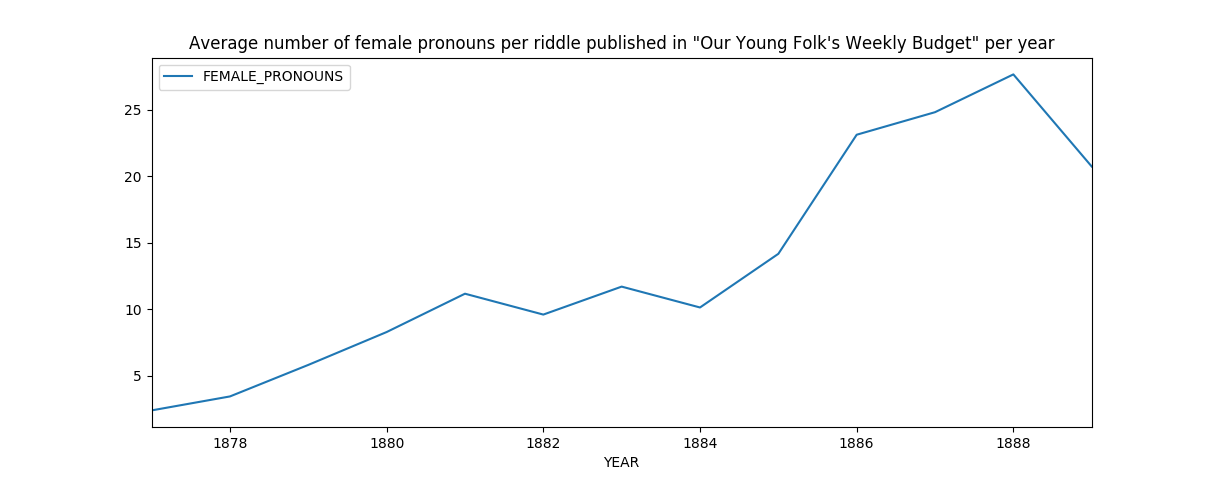 Average number of female pronouns per riddle published in "Our Young Folk's Weekly Budget" per year
FEMALE_PRONOUNS
25
20
15
10
5
1878 1880 1882 1884 1886 1888
YEAR